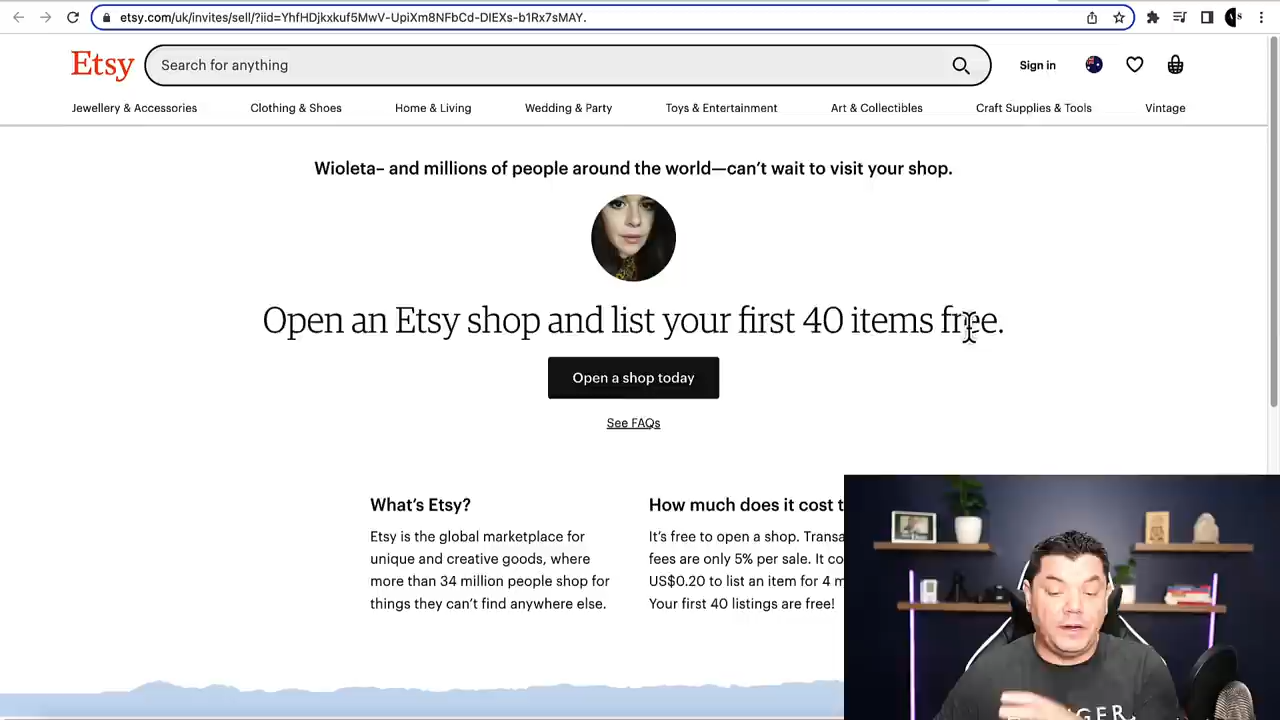 etsy.com/uk/invites/sell/?iid=YhfHDjkxkuf5MwV-UpiXm8NFbCd-DIEXs-b1Rx7sMAY.
Etsy
Search for anything
Sign in
Jewellery & Accessories
Clothing & Shoes
Home & Living
Wedding & Party
Toys & Entertainment
Art & Collectibles
Craft Supplies & Tools
Vintage
Wioleta– and millions of people around the world—can't wait to visit your shop.
Open an Etsy shop and list your first 40 items free.
Open a shop today
See FAQs
What's Etsy?
Etsy is the global marketplace for
unique and creative goods, where
more than 34 million people shop for
things they can't find anywhere else.
How much does it cost t
It's free to open a shop. Transa
fees are only 5% per sale. It co
US$0.20 to list an item for 4 m
Your first 40 listings are free!